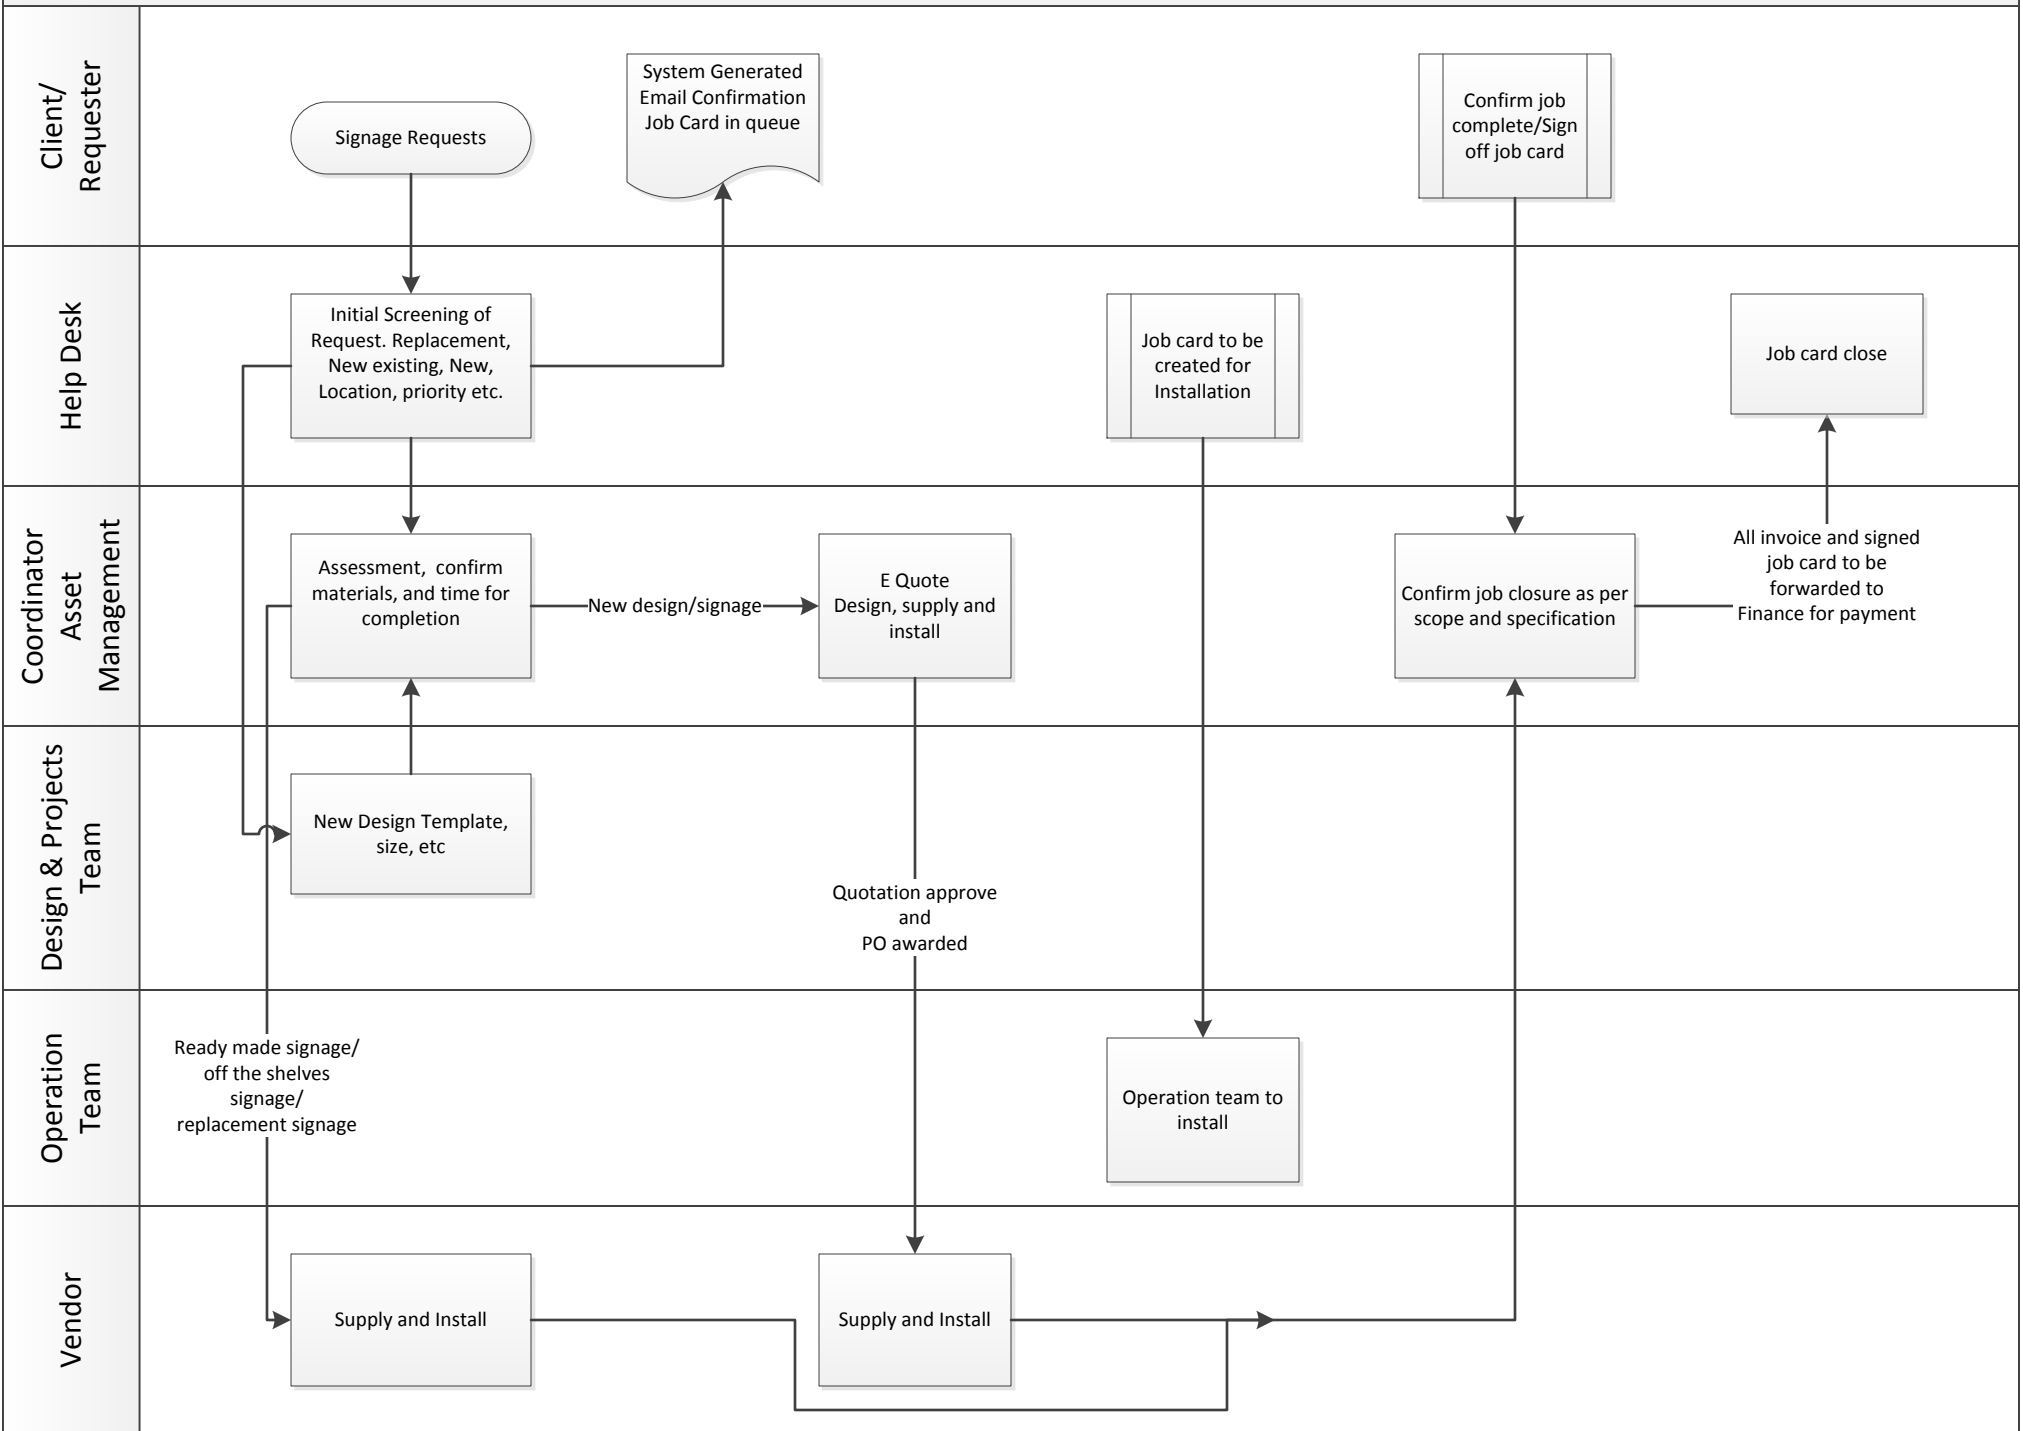 Client/
Requester
Signage Requests
System Generated
Email Confirmation
Job Card in queue
Confirm job
complete/Sign
off job card
Help Desk
Initial Screening of
Request. Replacement,
New existing, New,
Location, priority etc.
Job card to be
created for
Installation
Job card close
Coordinator
Asset
Management
Assessment,  confirm
materials, and time for
completion
New design/signage
E Quote
Design, supply and
install
Confirm job closure as per
scope and specification
All invoice and signed
job card to be
forwarded to
Finance for payment
Design & Projects
Team
New Design Template,
size, etc
Quotation approve
and
PO awarded
Operation
Team
Ready made signage/
off the shelves
signage/
replacement signage
Operation team to
install
Vendor
Supply and Install
Supply and Install